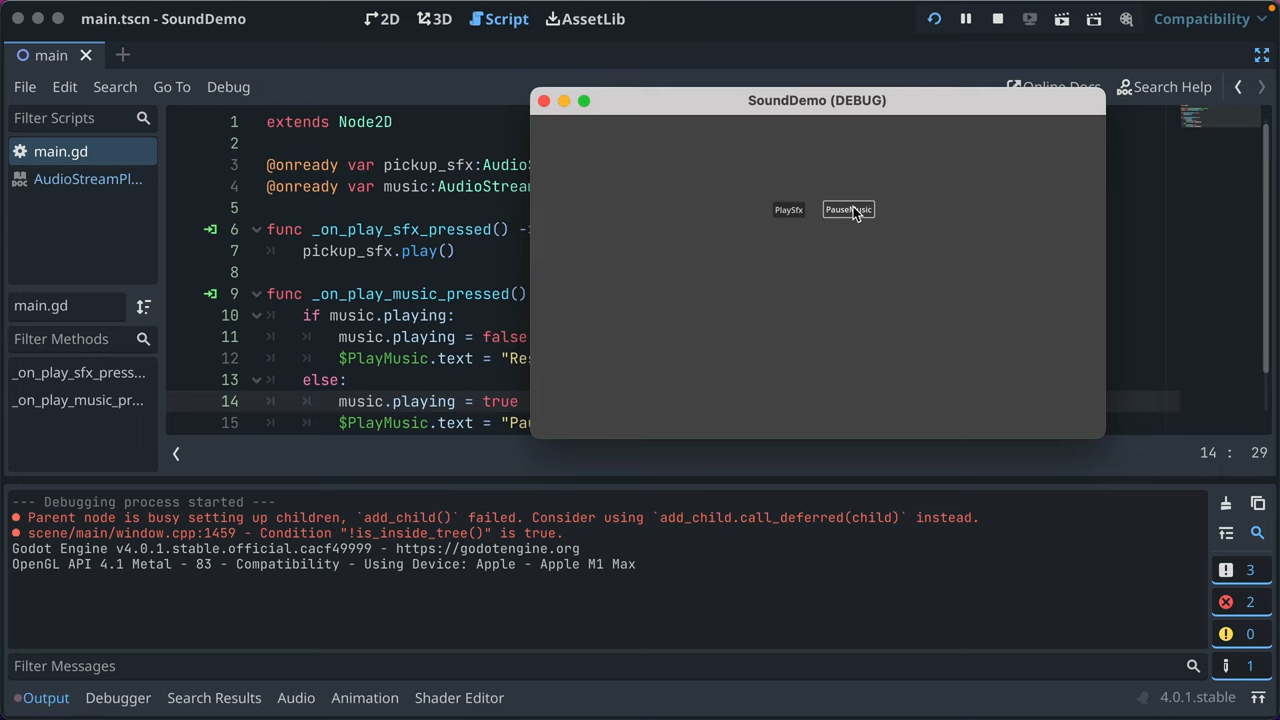 main.tscn - SoundDemo
2D
3D
Script
AssetLib
Compatibility
main
File Edit Search Go To Debug
Online Docs
Search Help
Filter Scripts
main.gd
AudioStreamPl...
main.gd
Filter Methods
_on_play_sfx_press...
_on_play_music_pr...
1 extends Node2D
2
3 @onready var pickup_sfx:AudioS
4 @onready var music:AudioStrea
5
6 func _on_play_sfx_pressed() -
7 pickup_sfx.play()
8
9 func _on_play_music_pressed()
10 if music.playing:
11 music.playing = false
12 $PlayMusic.text = "Res
13 else:
14 music.playing = true
15 $PlayMusic.text = "Pau
SoundDemo (DEBUG)
PlaySfx
PauseMusic
14 : 29
--- Debugging process started ---
Parent node is busy setting up children, `add_child()` failed. Consider using `add_child.call_deferred(child)` instead.
scene/main/window.cpp:1459 - Condition "!is_inside_tree()" is true.
Godot Engine v4.0.1.stable.official.cacf49999 - https://godotengine.org
OpenGL API 4.1 Metal - 83 - Compatibility - Using Device: Apple - Apple M1 Max
3
2
0
1
Filter Messages
Output Debugger Search Results Audio Animation Shader Editor
4.0.1.stable